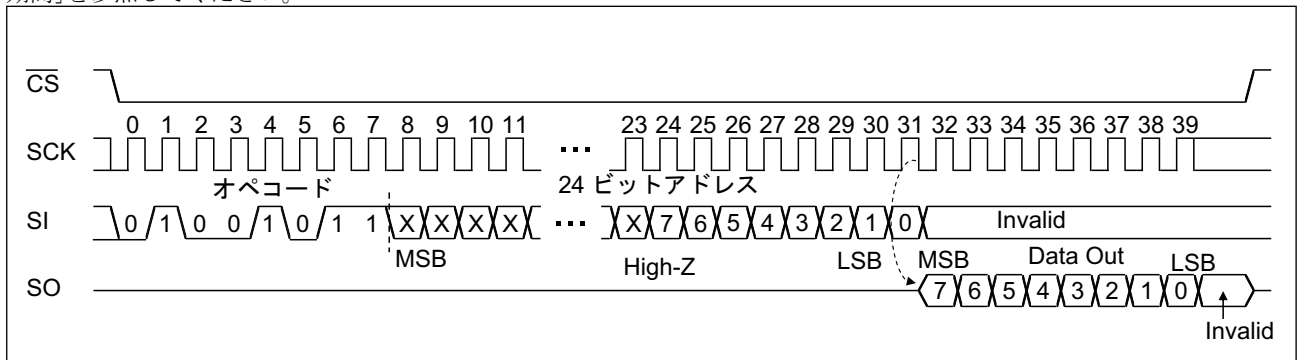 CS
0 1 2 3 4 5 6 7 8 9 10 11 23 24 25 26 27 28 29 30 31 32 33 34 35 36 37 38 39
SCK
...
オペコード 24 ビットアドレス
SI 0 1 0 0 1 0 1 1 X X X X ... X 7 6 5 4 3 2 1 0 Invalid
MSB High-Z LSB MSB Data Out LSB
SO 7 6 5 4 3 2 1 0
Invalid